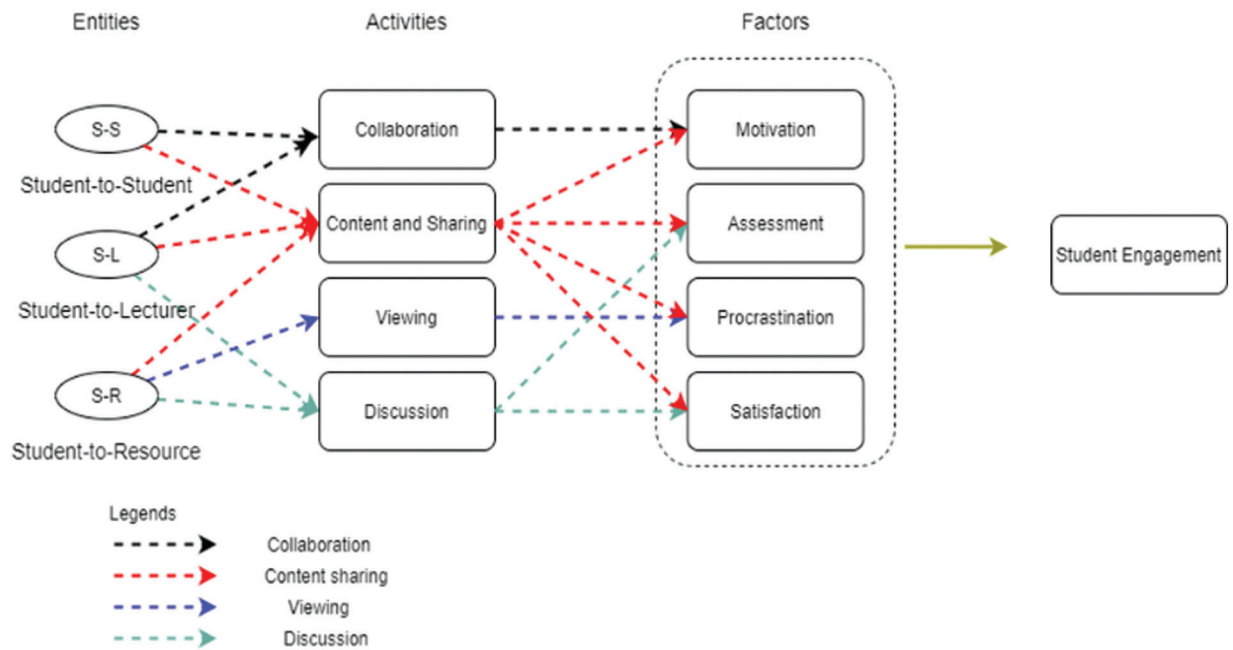 Entities
Activities
Factors
S-S
Student-to-Student
S-L
Student-to-Lecturer
S-R
Student-to-Resource
Collaboration
Content and Sharing
Viewing
Discussion
Motivation
Assessment
Procrastination
Satisfaction
Student Engagement
Legends
Collaboration
Content sharing
Viewing
Discussion